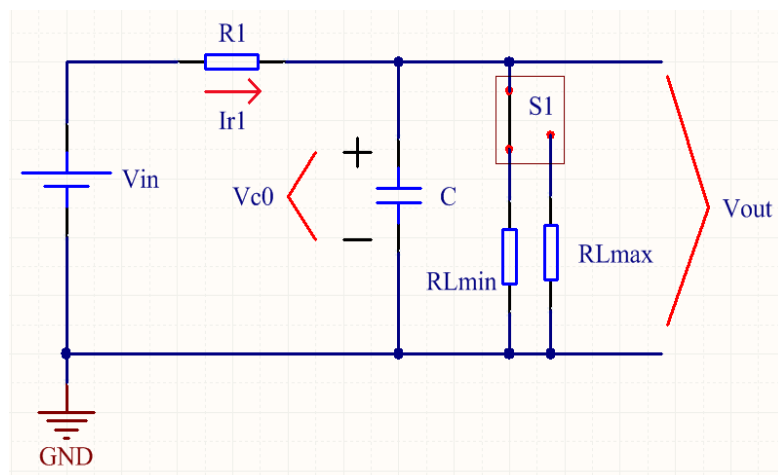 R1
Ir1
S1
Vin
Vc0
+
C
Vout
RLmin
RLmax
−
GND